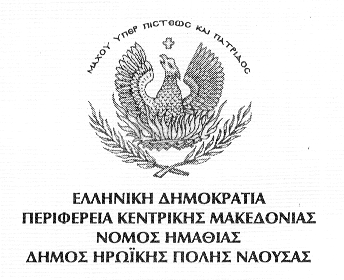 ΜΑΧΟΥ ΥΠΕΡ ΠΙΣΤΕΩΣ ΚΑΙ ΠΑΤΡΙΔΟΣ
ΕΛΛΗΝΙΚΗ ΔΗΜΟΚΡΑΤΙΑ
ΠΕΡΙΦΕΡΕΙΑ ΚΕΝΤΡΙΚΗΣ ΜΑΚΕΔΟΝΙΑΣ
ΝΟΜΟΣ ΗΜΑΘΙΑΣ
ΔΗΜΟΣ ΗΡΩΪΚΗΣ ΠΟΛΗΣ ΝΑΟΥΣΑΣ